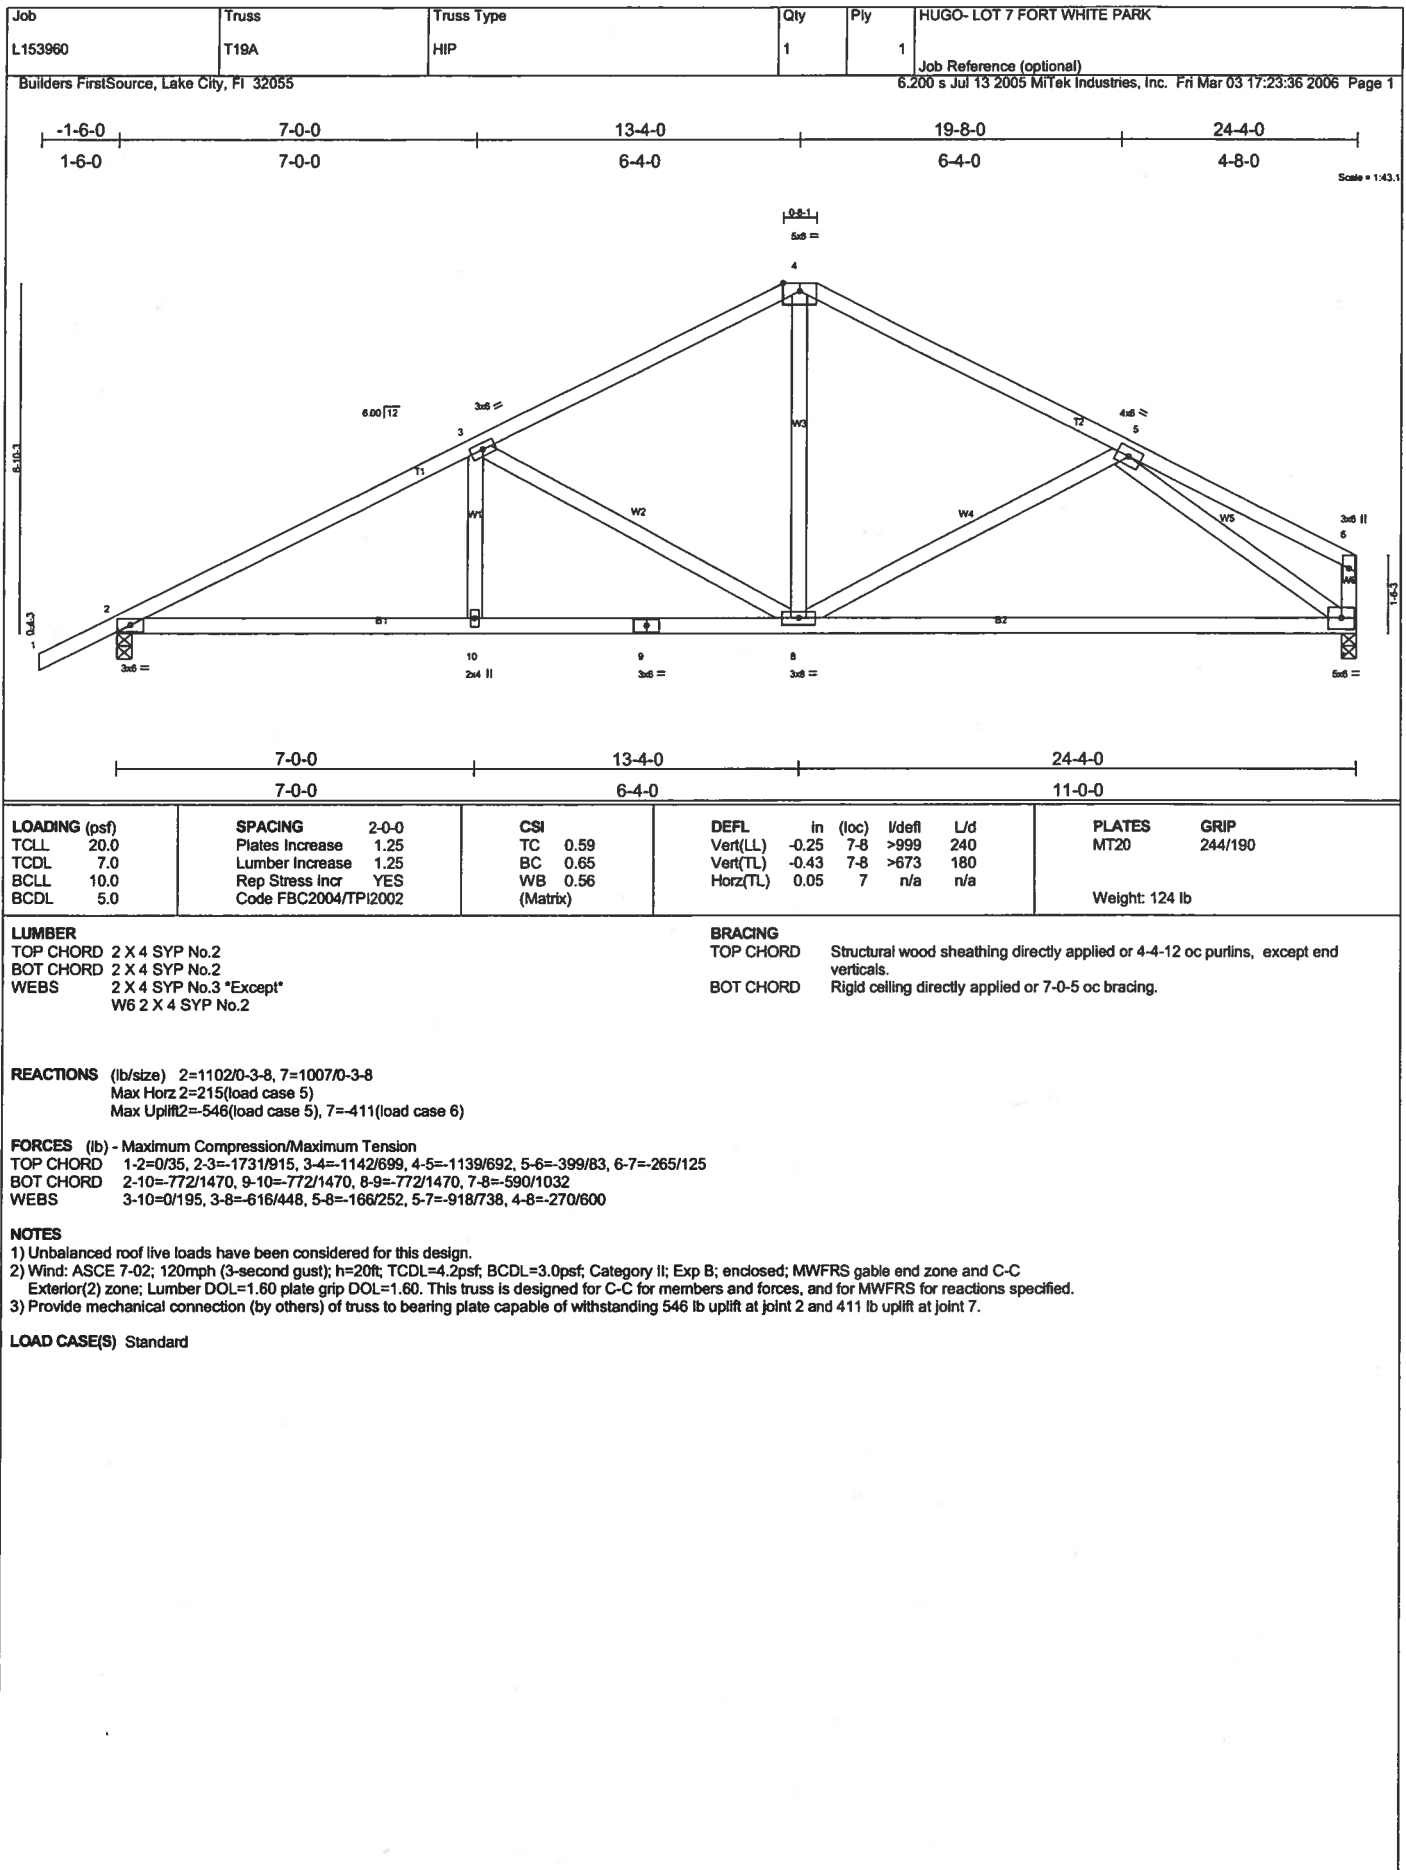 Job Truss Truss Type Qty Ply HUGO- LOT 7 FORT WHITE PARK
L153960 T19A HIP 1 1
Job Reference (optional)
Builders FirstSource, Lake City, Fl 32055 6.200 s Jul 13 2005 MiTek Industries, Inc. Fri Mar 03 17:23:36 2006 Page 1
-1-6-0 7-0-0 13-4-0 19-8-0 24-4-0
1-6-0 7-0-0 6-4-0 6-4-0 4-8-0
Scale = 1:43.1
0-8-1
5x6 =
4
6.00 12
3x6 =
3
T1
W3
T2
4x6 =
5
6-10-3
W1
W2
W4
W5
3x6 II
6
W6
1-6-3
2
0-4-3
1
B1
B2
3x6 =
10
2x4 II
9
3x6 =
8
3x8 =
5x6 =
7-0-0 13-4-0 24-4-0
7-0-0 6-4-0 11-0-0
LOADING (psf) SPACING 2-0-0 CSI DEFL in (loc) l/defl L/d PLATES GRIP
TCLL 20.0 Plates Increase 1.25 TC 0.59 Vert(LL) -0.25 7-8 >999 240 MT20 244/190
TCDL 7.0 Lumber Increase 1.25 BC 0.65 Vert(TL) -0.43 7-8 >673 180
BCLL 10.0 Rep Stress Incr YES WB 0.56 Horz(TL) 0.05 7 n/a n/a
BCDL 5.0 Code FBC2004/TPI2002 (Matrix) Weight: 124 lb
LUMBER BRACING
TOP CHORD 2 X 4 SYP No.2 TOP CHORD Structural wood sheathing directly applied or 4-4-12 oc purlins, except end
BOT CHORD 2 X 4 SYP No.2 verticals.
WEBS 2 X 4 SYP No.3 *Except* BOT CHORD Rigid ceiling directly applied or 7-0-5 oc bracing.
W6 2 X 4 SYP No.2
REACTIONS (lb/size) 2=1102/0-3-8, 7=1007/0-3-8
Max Horz 2=215(load case 5)
Max Uplift2=-546(load case 5), 7=-411(load case 6)
FORCES (lb) - Maximum Compression/Maximum Tension
TOP CHORD 1-2=0/35, 2-3=-1731/915, 3-4=-1142/699, 4-5=-1139/692, 5-6=-399/83, 6-7=-265/125
BOT CHORD 2-10=-772/1470, 9-10=-772/1470, 8-9=-772/1470, 7-8=-590/1032
WEBS 3-10=0/195, 3-8=-616/448, 5-8=-166/252, 5-7=-918/738, 4-8=-270/600
NOTES
1) Unbalanced roof live loads have been considered for this design.
2) Wind: ASCE 7-02; 120mph (3-second gust); h=20ft; TCDL=4.2psf; BCDL=3.0psf; Category II; Exp B; enclosed; MWFRS gable end zone and C-C
Exterior(2) zone; Lumber DOL=1.60 plate grip DOL=1.60. This truss is designed for C-C for members and forces, and for MWFRS for reactions specified.
3) Provide mechanical connection (by others) of truss to bearing plate capable of withstanding 546 lb uplift at joint 2 and 411 lb uplift at joint 7.
LOAD CASE(S) Standard